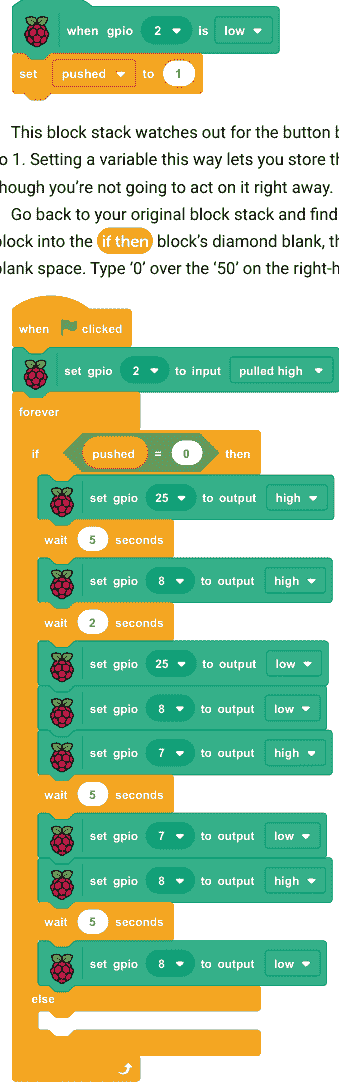 when gpio 2 is low
set pushed to 1
This block stack watches out for the button b
o 1. Setting a variable this way lets you store th
hough you're not going to act on it right away.
Go back to your original block stack and find
block into the if then block's diamond blank, th
blank space. Type '0' over the '50' on the right-h
when clicked
set gpio 2 to input pulled high
forever
if pushed = 0 then
set gpio 25 to output high
wait 5 seconds
set gpio 8 to output high
wait 2 seconds
set gpio 25 to output low
set gpio 8 to output low
set gpio 7 to output high
wait 5 seconds
set gpio 7 to output low
set gpio 8 to output high
wait 5 seconds
set gpio 8 to output low
else